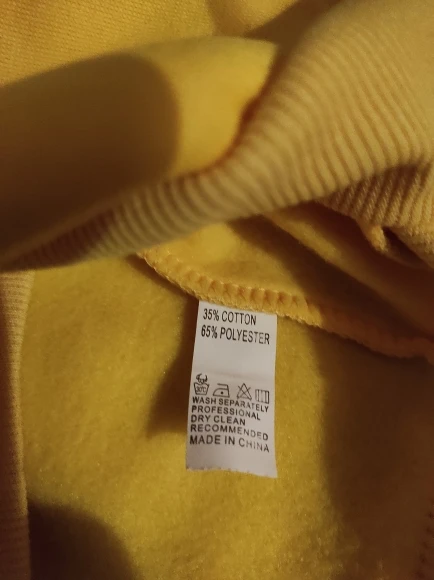 35% COTTON
65% POLYESTER
WASH SEPARATELY
PROFESSIONAL
DRY CLEAN
RECOMMENDED
MADE IN CHINA